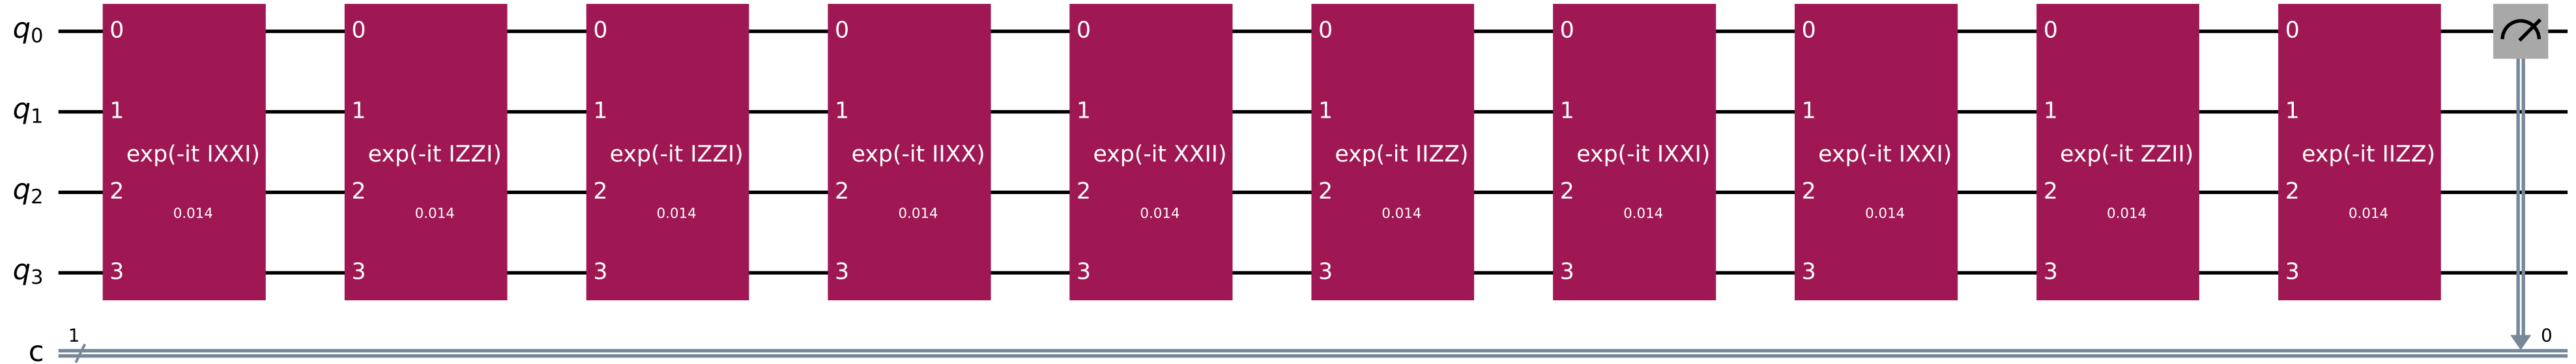 q0 0 0 0 0 0 0 0 0 0 0
q1 1 1 1 1 1 1 1 1 1 1
exp(-it IXXI) exp(-it IZZI) exp(-it IZZI) exp(-it IIXX) exp(-it XXII) exp(-it IIZZ) exp(-it IXXI) exp(-it IXXI) exp(-it ZZII) exp(-it IIZZ)
q2 2 2 2 2 2 2 2 2 2 2
0.014 0.014 0.014 0.014 0.014 0.014 0.014 0.014 0.014 0.014
q3 3 3 3 3 3 3 3 3 3 3
1 0
c